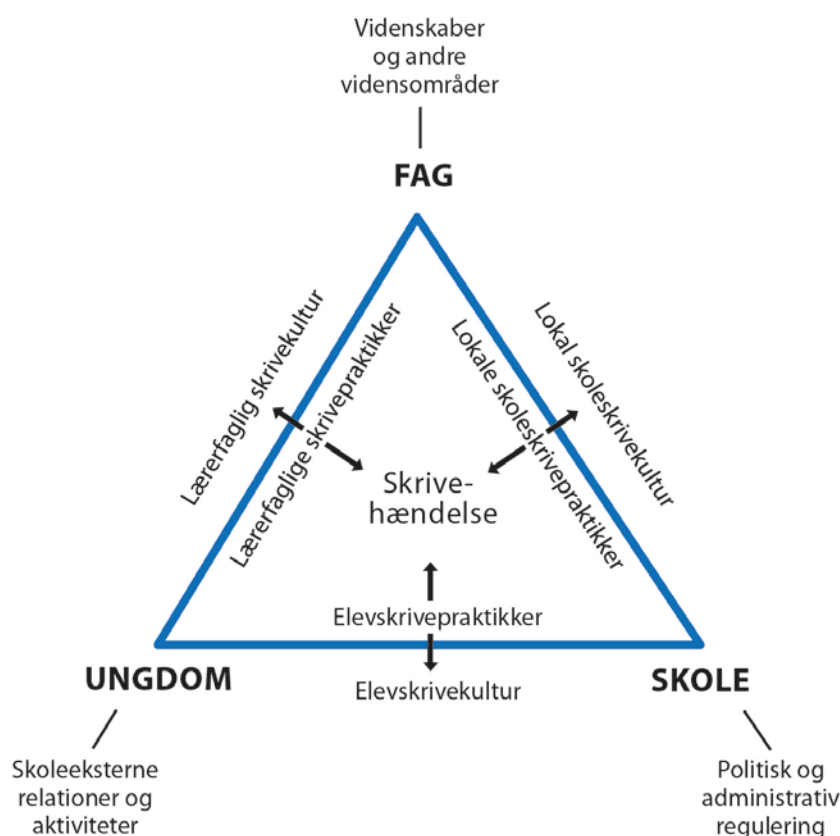 Videnskaber
og andre
vidensområder
FAG
Lærerfaglig skrivekultur
Lærerfaglige skrivepraktikker
Lokale skoleskrivepraktikker
Lokal skoleskrivekultur
Skrive-
hændelse
Elevskrivepraktikker
Elevskrivekultur
UNGDOM
SKOLE
Skoleeksterne
relationer og
aktiviteter
Politisk og
administrativ
regulering